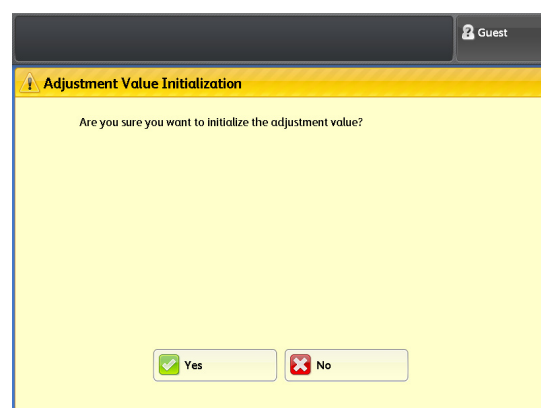 Guest
Adjustment Value Initialization
Are you sure you want to initialize the adjustment value?
Yes
No